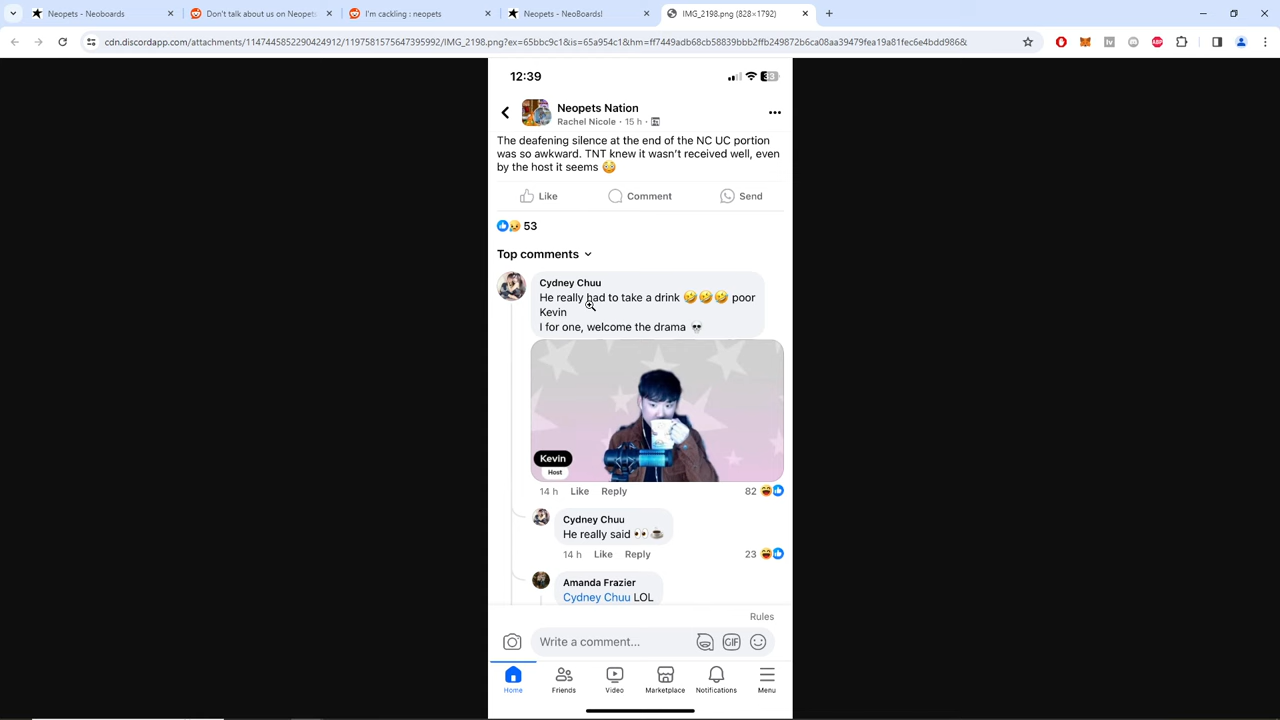 Neopets - Neoboards
Don't talk about us on Neopet
I'm cackling : neopets
Neopets - NeoBoards!
IMG_2198.png (828×1792)
cdn.discordapp.com/attachments/1147445852290424912/1197581575647395992/IMG_2198.png?ex=65bbc9c1&is=65a954c1&hm=ff7449adb68cb58839bbb2ffb249872b6ca08aa39479fea19a81fec6e4bdd986&
12:39
33
Neopets Nation
Rachel Nicole · 15 h ·
The deafening silence at the end of the NC UC portion
was so awkward. TNT knew it wasn't received well, even
by the host it seems 😳
Like
Comment
Send
53
Top comments
Cydney Chuu
He really had to take a drink 🤣🤣🤣 poor
Kevin
I for one, welcome the drama 💀
Kevin
Host
14 h Like Reply 82
Cydney Chuu
He really said 👀☕
14 h Like Reply 23
Amanda Frazier
Cydney Chuu LOL
Rules
Write a comment...
GIF
Home
Friends
Video
Marketplace
Notifications
Menu